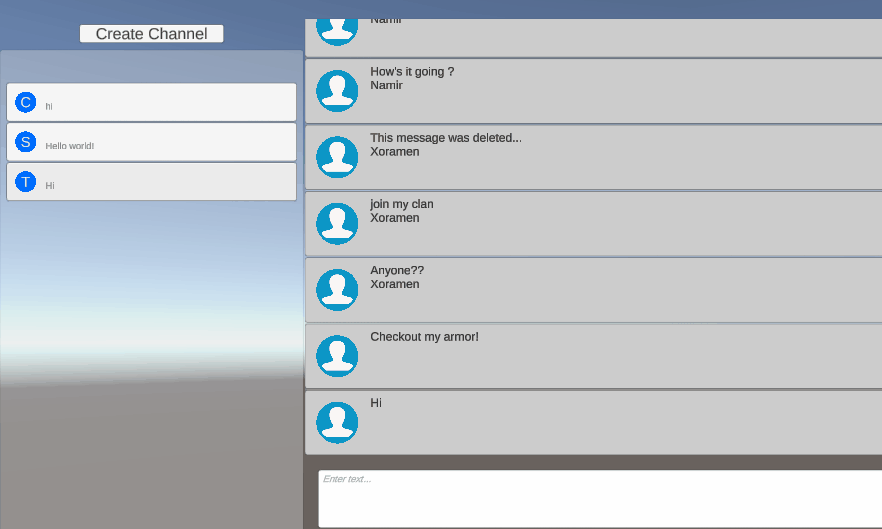 Create Channel
C
hi
S
Hello world!
T
Hi
Namir
How's it going ?
Namir
This message was deleted...
Xoramen
join my clan
Xoramen
Anyone??
Xoramen
Checkout my armor!
Hi
Enter text...